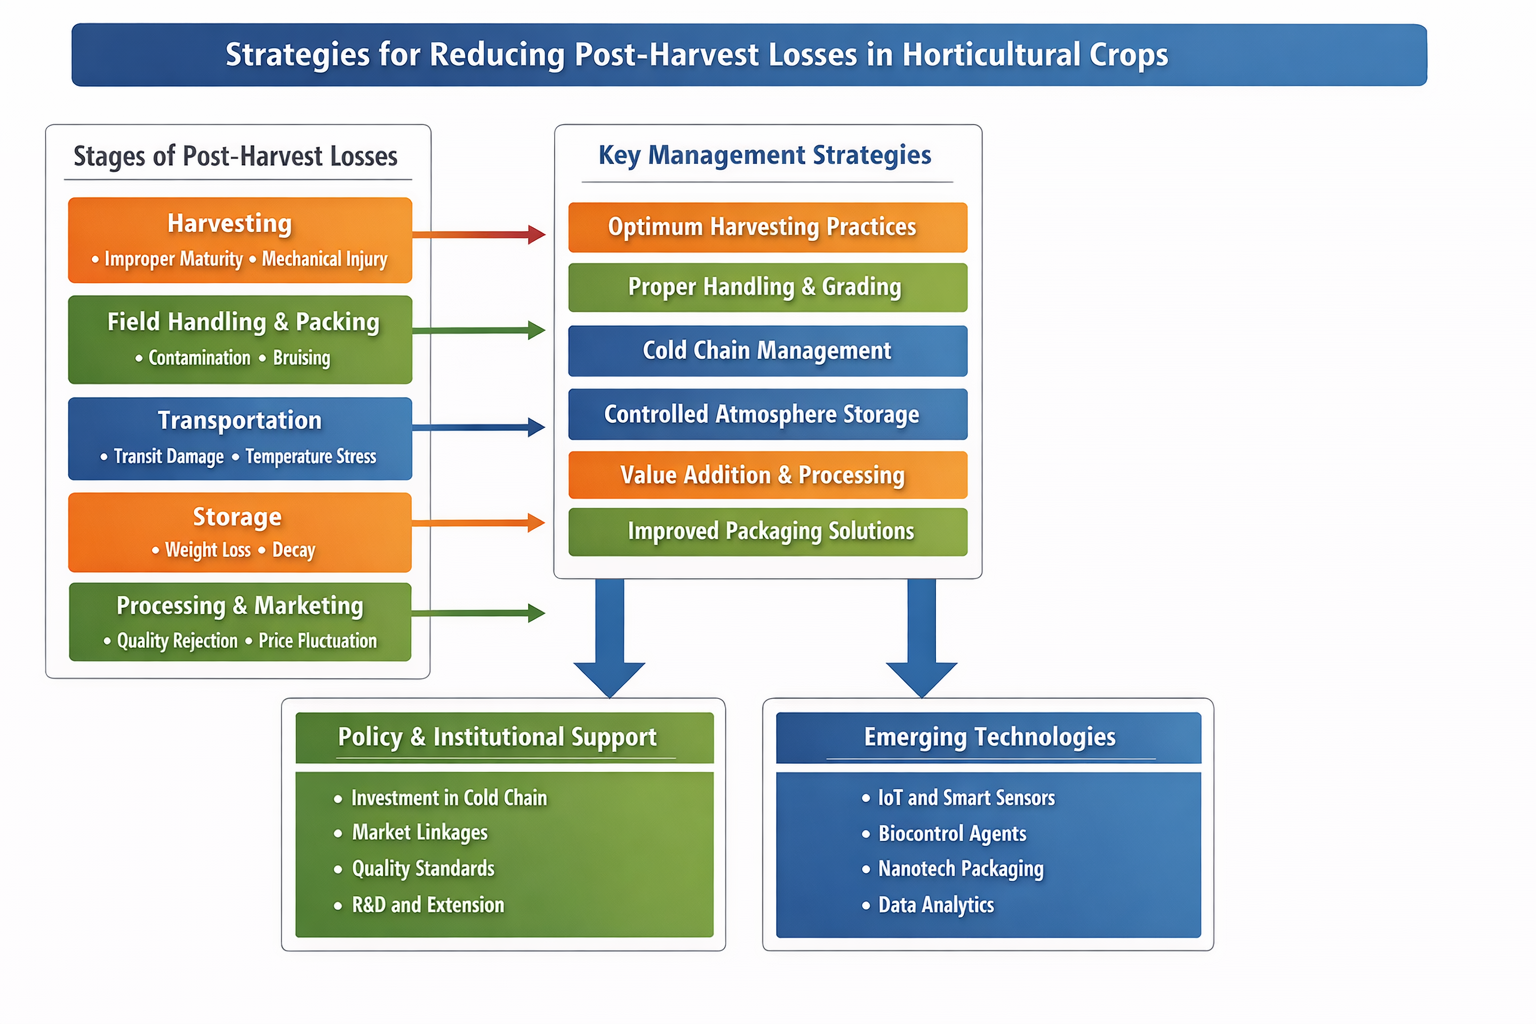 Strategies for Reducing Post-Harvest Losses in Horticultural Crops
Stages of Post-Harvest Losses
Harvesting
• Improper Maturity • Mechanical Injury
Field Handling & Packing
• Contamination • Bruising
Transportation
• Transit Damage • Temperature Stress
Storage
• Weight Loss • Decay
Processing & Marketing
• Quality Rejection • Price Fluctuation
Key Management Strategies
Optimum Harvesting Practices
Proper Handling & Grading
Cold Chain Management
Controlled Atmosphere Storage
Value Addition & Processing
Improved Packaging Solutions
Policy & Institutional Support
• Investment in Cold Chain
• Market Linkages
• Quality Standards
• R&D and Extension
Emerging Technologies
• IoT and Smart Sensors
• Biocontrol Agents
• Nanotech Packaging
• Data Analytics